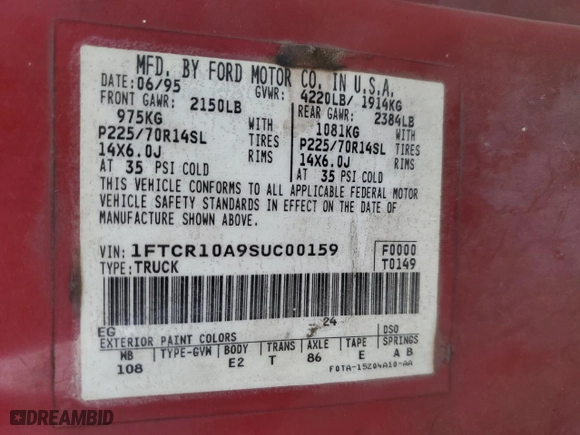 MFD. BY FORD MOTOR CO. IN U.S.A.
DATE: 06/95 GVWR: 4220LB/ 1914KG
FRONT GAWR: 2150LB REAR GAWR: 2384LB
975KG WITH 1081KG WITH
P225/70R14SL TIRES P225/70R14SL TIRES
14X6.0J RIMS 14X6.0J RIMS
AT 35 PSI COLD AT 35 PSI COLD
THIS VEHICLE CONFORMS TO ALL APPLICABLE FEDERAL MOTOR
VEHICLE SAFETY STANDARDS IN EFFECT ON THE DATE OF
MANUFACTURE SHOWN ABOVE.
VIN: 1FTCR10A9SUC00159 F0000
TYPE: TRUCK T0149
24
EG DSO
EXTERIOR PAINT COLORS
WB TYPE-GVW BODY TRANS AXLE TAPE SPRINGS
108 E2 T 86 E A B
F0TA-15204A10-AA
DREAMBID